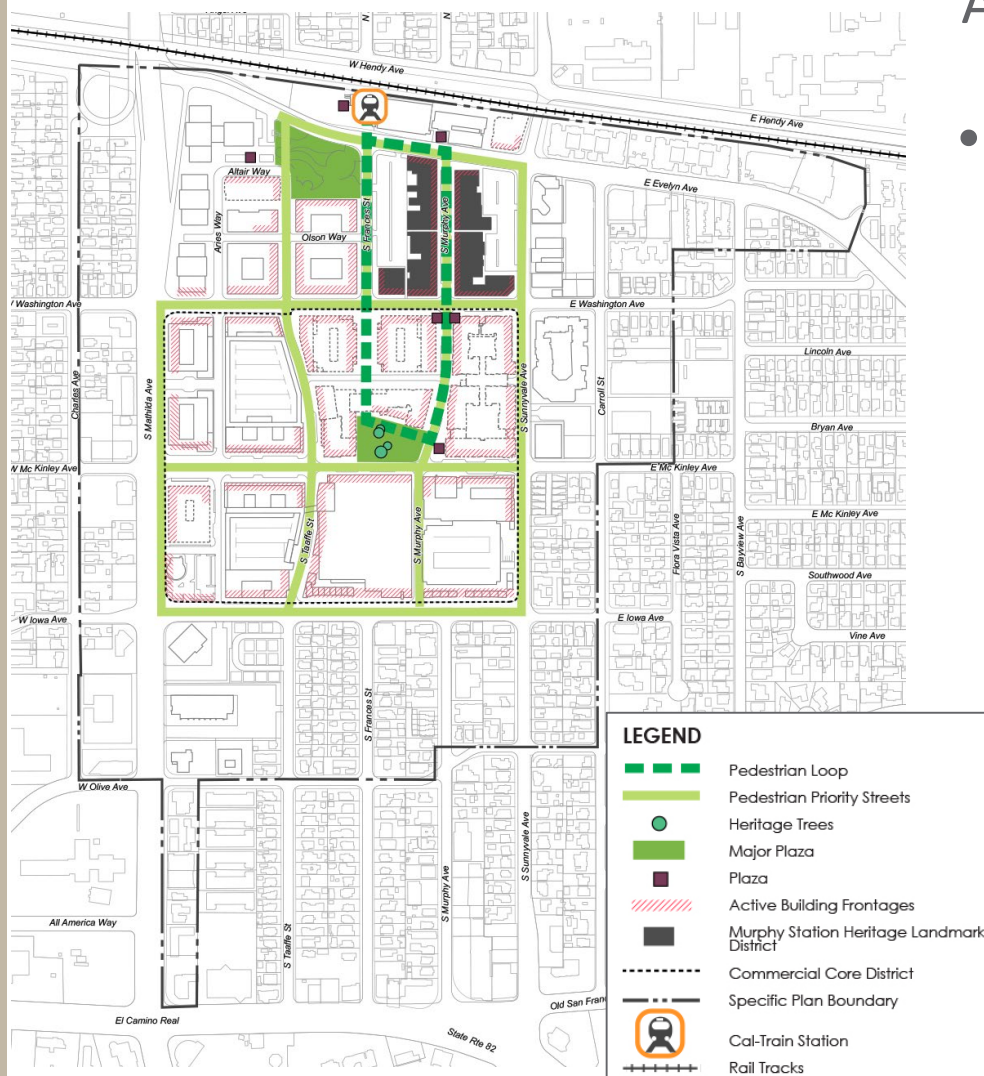 W Hendy Ave
E Hendy Ave
E Evelyn Ave
Altair Way
Aries Way
Olson Way
S Frances St
S Murphy Ave
Washington Ave
E Washington Ave
Lincoln Ave
Charles Ave
S Mathilda Ave
S Sunnyvale Ave
Carroll St
Bryan Ave
W Mc Kinley Ave
E Mc Kinley Ave
E Mc Kinley Ave
S Taaffe St
S Murphy Ave
Flora Vista Ave
S Bayview Ave
Southwood Ave
W Iowa Ave
E Iowa Ave
Vine Ave
S Frances St
W Olive Ave
S Sunnyvale Ave
S Murphy Ave
All America Way
S Taaffe St
El Camino Real
State Rte 82
Old San
LEGEND
Pedestrian Loop
Pedestrian Priority Streets
Heritage Trees
Major Plaza
Plaza
Active Building Frontages
Murphy Station Heritage Landmark
District
Commercial Core District
Specific Plan Boundary
Cal-Train Station
Rail Tracks